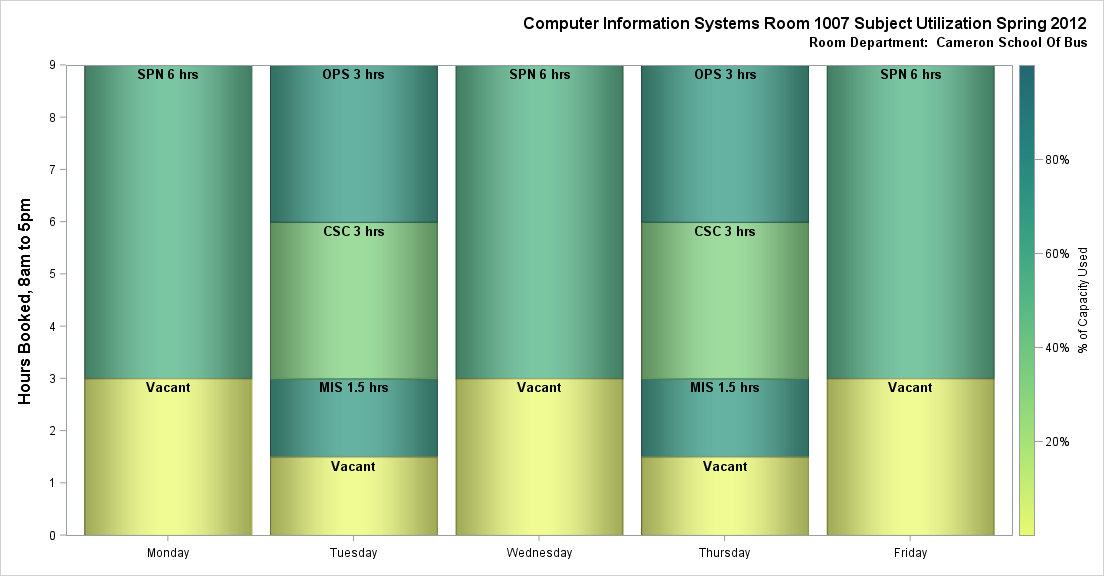 Computer Information Systems Room 1007 Subject Utilization Spring 2012
Room Department:  Cameron School Of Bus
Hours Booked, 8am to 5pm
9
8
7
6
5
4
3
2
1
0
SPN 6 hrs
Vacant
OPS 3 hrs
CSC 3 hrs
MIS 1.5 hrs
Vacant
SPN 6 hrs
Vacant
OPS 3 hrs
CSC 3 hrs
MIS 1.5 hrs
Vacant
SPN 6 hrs
Vacant
Monday
Tuesday
Wednesday
Thursday
Friday
80%
60%
40%
20%
% of Capacity Used